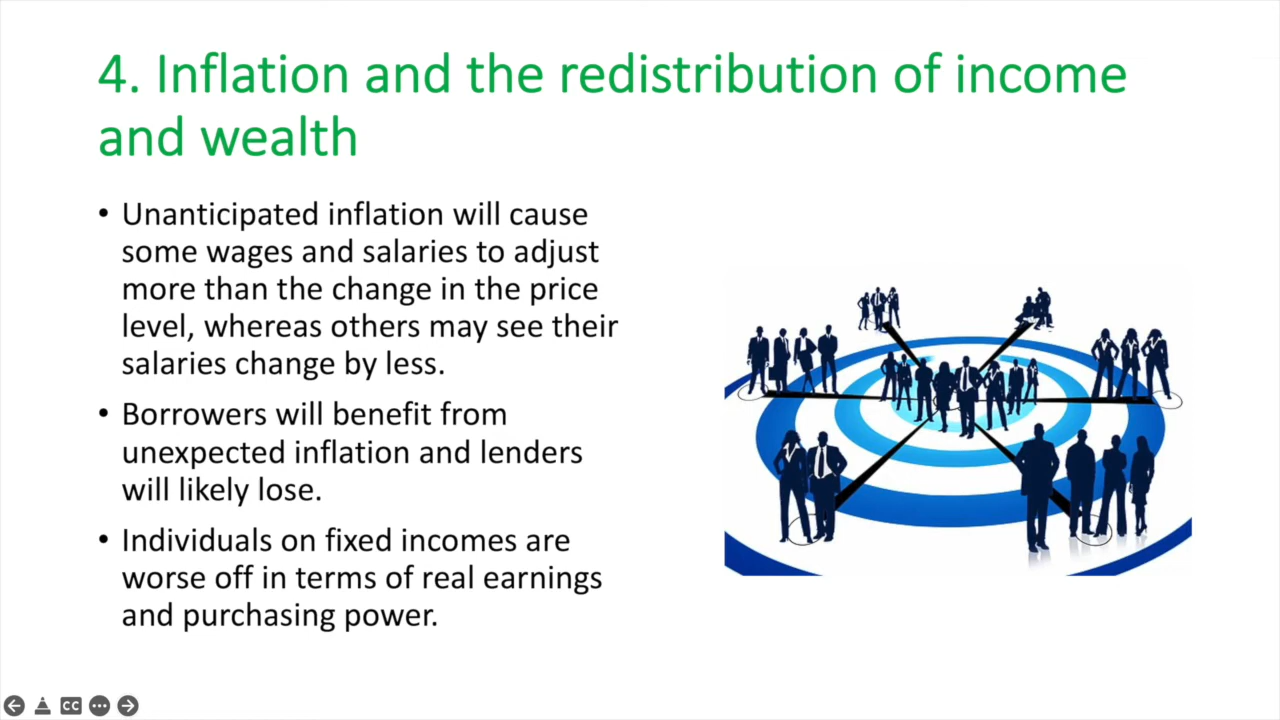 4. Inflation and the redistribution of income
and wealth
• Unanticipated inflation will cause
some wages and salaries to adjust
more than the change in the price
level, whereas others may see their
salaries change by less.
• Borrowers will benefit from
unexpected inflation and lenders
will likely lose.
• Individuals on fixed incomes are
worse off in terms of real earnings
and purchasing power.
CC